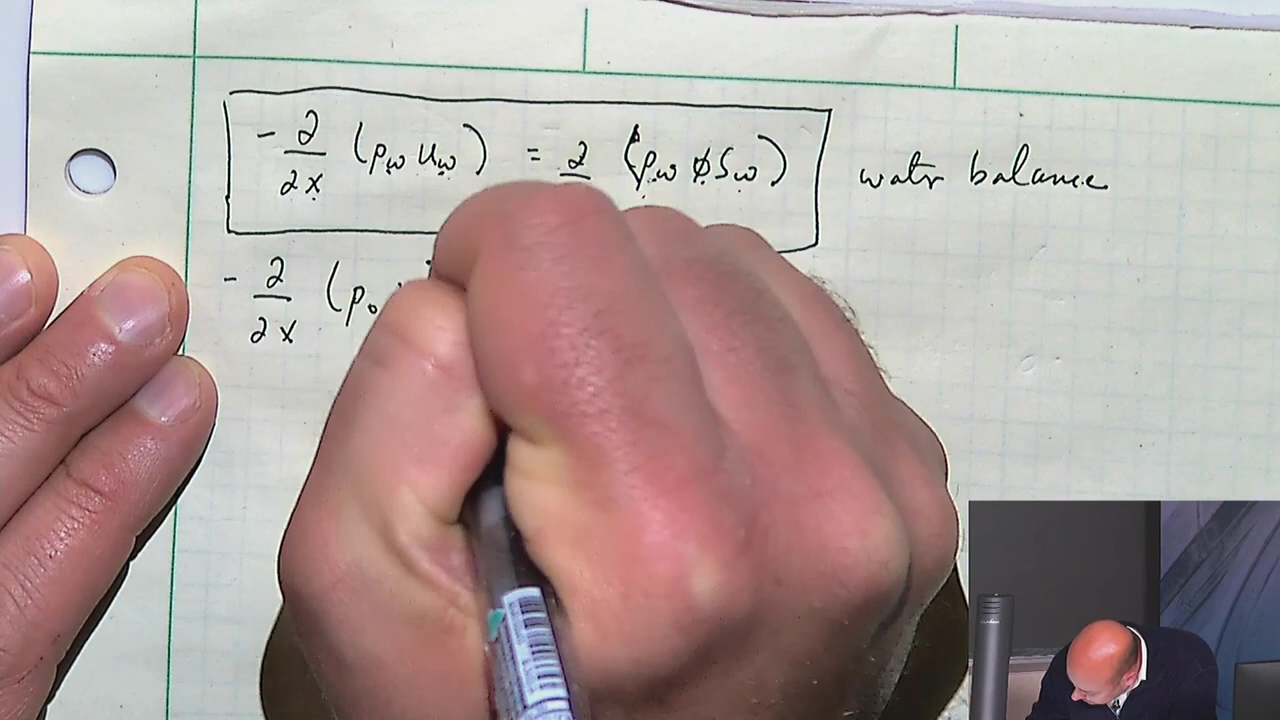 - ∂/∂x (ρw uw) = ∂ (ρw ϕ Sw) water balance
- ∂/∂x (ρo